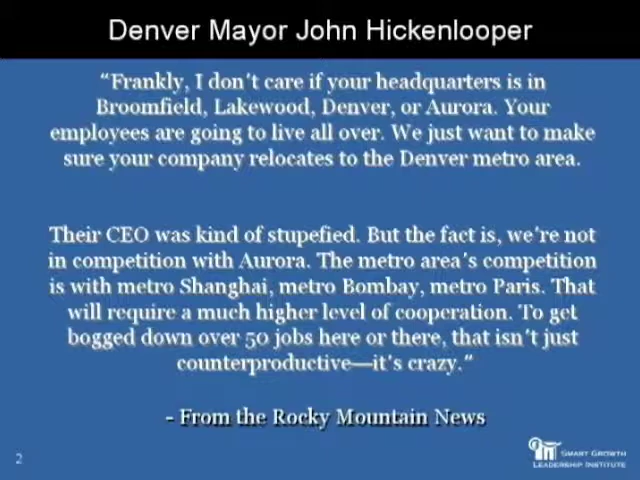 Denver Mayor John Hickenlooper
“Frankly, I don't care if your headquarters is in
Broomfield, Lakewood, Denver, or Aurora. Your
employees are going to live all over. We just want to make
sure your company relocates to the Denver metro area.
Their CEO was kind of stupefied. But the fact is, we're not
in competition with Aurora. The metro area's competition
is with metro Shanghai, metro Bombay, metro Paris. That
will require a much higher level of cooperation. To get
bogged down over 50 jobs here or there, that isn't just
counterproductive—it's crazy.”
- From the Rocky Mountain News
2
SMART GROWTH
LEADERSHIP INSTITUTE